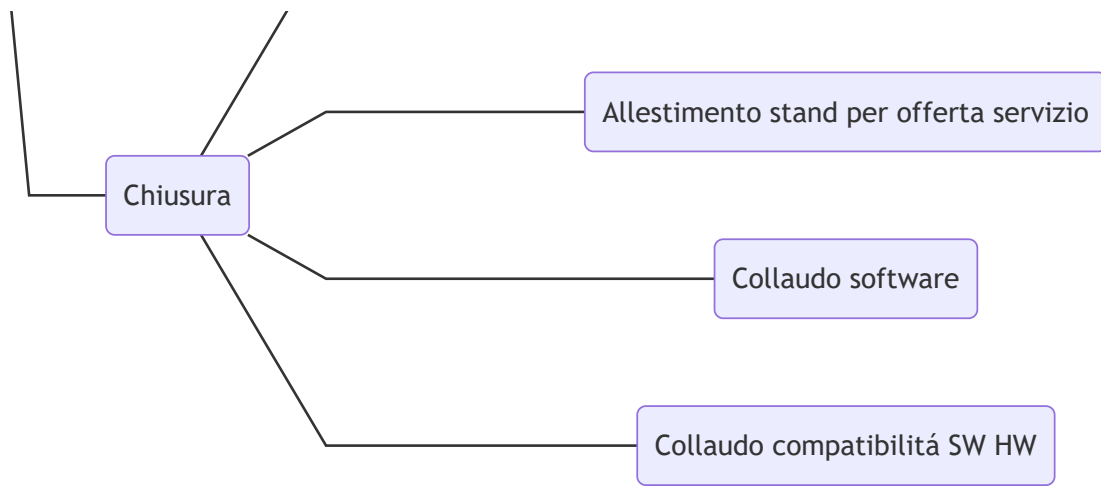 Allestimento stand per offerta servizio
Chiusura
Collaudo software
Collaudo compatibilitá SW HW